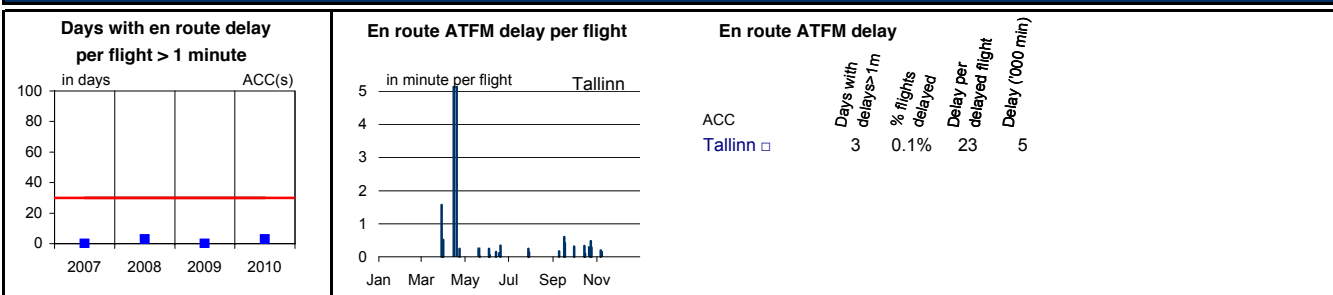 Days with en route delay
per flight > 1 minute
in days
ACC(s)
100
80
60
40
20
0
2007 2008 2009 2010
En route ATFM delay per flight
in minute per flight
Tallinn
5
4
3
2
1
0
Jan Mar May Jul Sep Nov
En route ATFM delay
ACC
Days with
delays>1m
% flights
delayed
Delay per
delayed flight
Delay ('000 min)
Tallinn □ 3 0.1% 23 5